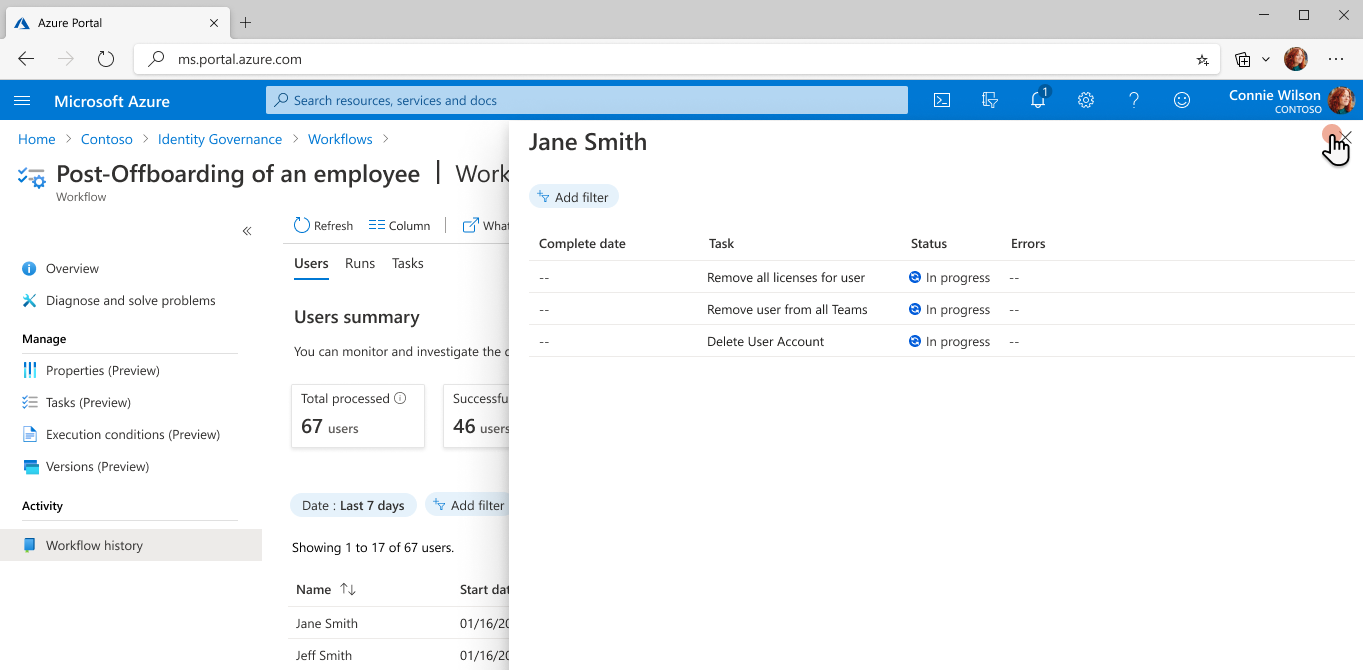 Azure Portal
ms.portal.azure.com
Microsoft Azure
Search resources, services and docs
1
Connie Wilson
CONTOSO
Home > Contoso > Identity Governance > Workflows >
Post-Offboarding of an employee | Work
Workflow
Overview
Diagnose and solve problems
Manage
Properties (Preview)
Tasks (Preview)
Execution conditions (Preview)
Versions (Preview)
Activity
Workflow history
Refresh Column | What
Users Runs Tasks
Users summary
You can monitor and investigate the
Total processed
67 users
Successfu
46 users
Date : Last 7 days Add filter
Showing 1 to 17 of 67 users.
Name Start dat
Jane Smith 01/16/20
Jeff Smith 01/16/20
Jane Smith
Add filter
Complete date Task Status Errors
-- Remove all licenses for user In progress --
-- Remove user from all Teams In progress --
-- Delete User Account In progress --